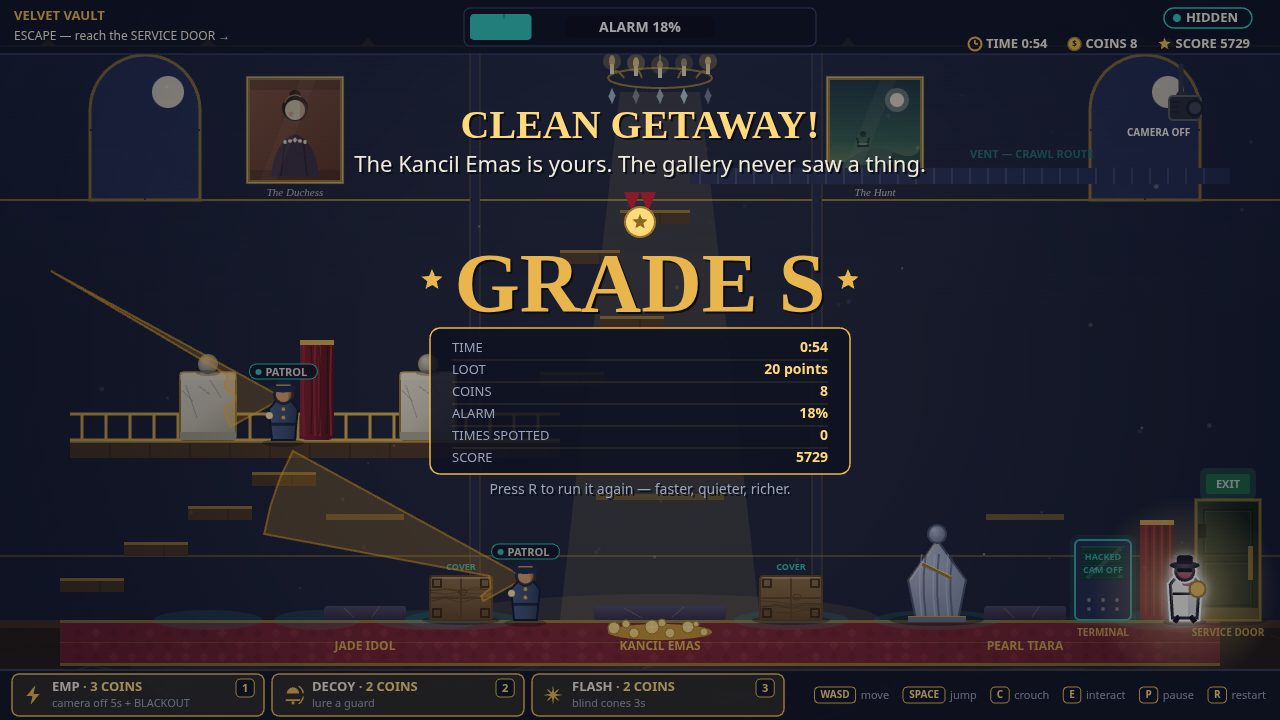 VELVET VAULT
ESCAPE — reach the SERVICE DOOR →
ALARM 18%
HIDDEN
TIME 0:54
COINS 8
SCORE 5729
CAMERA OFF
VENT — CRAWL ROUTE
The Duchess
The Hunt
CLEAN GETAWAY!
The Kancil Emas is yours. The gallery never saw a thing.
GRADE S
TIME 0:54
LOOT 20 points
COINS 8
ALARM 18%
TIMES SPOTTED 0
SCORE 5729
Press R to run it again — faster, quieter, richer.
PATROL
PATROL
COVER
COVER
EXIT
HACKED
CAM OFF
TERMINAL
SERVICE DOOR
JADE IDOL
KANCIL EMAS
PEARL TIARA
EMP · 3 COINS 1
camera off 5s + BLACKOUT
DECOY · 2 COINS 2
lure a guard
FLASH · 2 COINS 3
blind cones 3s
WASD move SPACE jump C crouch E interact P pause R restart